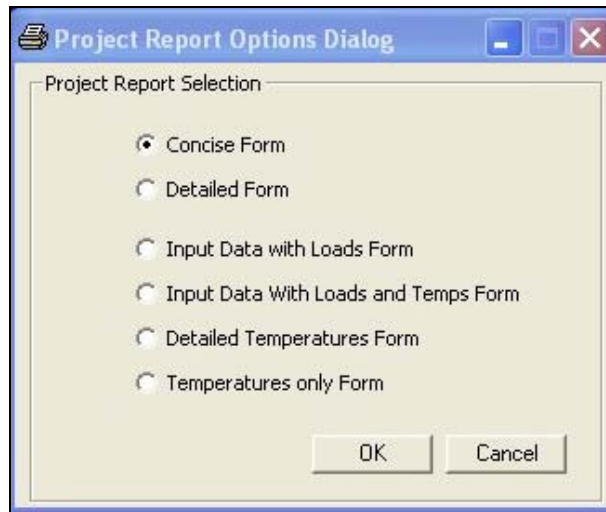 Project Report Options Dialog
Project Report Selection
Concise Form
Detailed Form
Input Data with Loads Form
Input Data With Loads and Temps Form
Detailed Temperatures Form
Temperatures only Form
OK Cancel